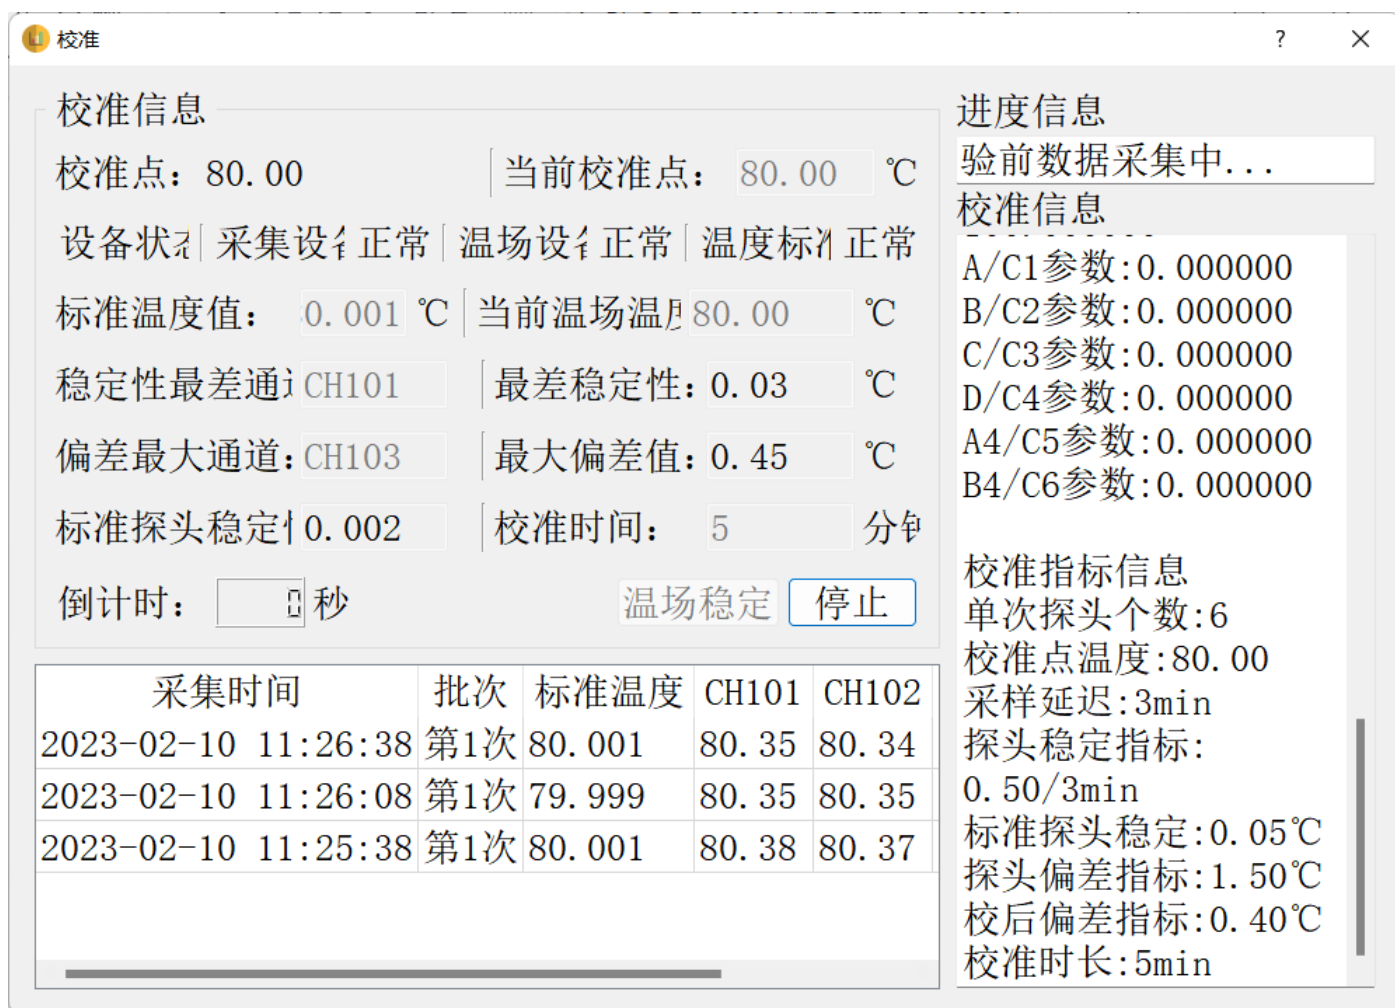 校准
校准信息
校准点：80.00
当前校准点：80.00 ℃
设备状
采集设
正常
温场设
正常
温度标
正常
标准温度值：0.001 ℃
当前温场温
80.00 ℃
稳定性最差通
CH101
最差稳定性：0.03 ℃
偏差最大通道：CH103
最大偏差值：0.45 ℃
标准探头稳定
0.002
校准时间：5 分
倒计时：0 秒
温场稳定
停止
采集时间 批次 标准温度 CH101 CH102
2023-02-10 11:26:38 第1次 80.001 80.35 80.34
2023-02-10 11:26:08 第1次 79.999 80.35 80.35
2023-02-10 11:25:38 第1次 80.001 80.38 80.37
进度信息
验前数据采集中...
校准信息
A/C1参数:0.000000
B/C2参数:0.000000
C/C3参数:0.000000
D/C4参数:0.000000
A4/C5参数:0.000000
B4/C6参数:0.000000
校准指标信息
单次探头个数:6
校准点温度:80.00
采样延迟:3min
探头稳定指标:
0.50/3min
标准探头稳定:0.05℃
探头偏差指标:1.50℃
校后偏差指标:0.40℃
校准时长:5min